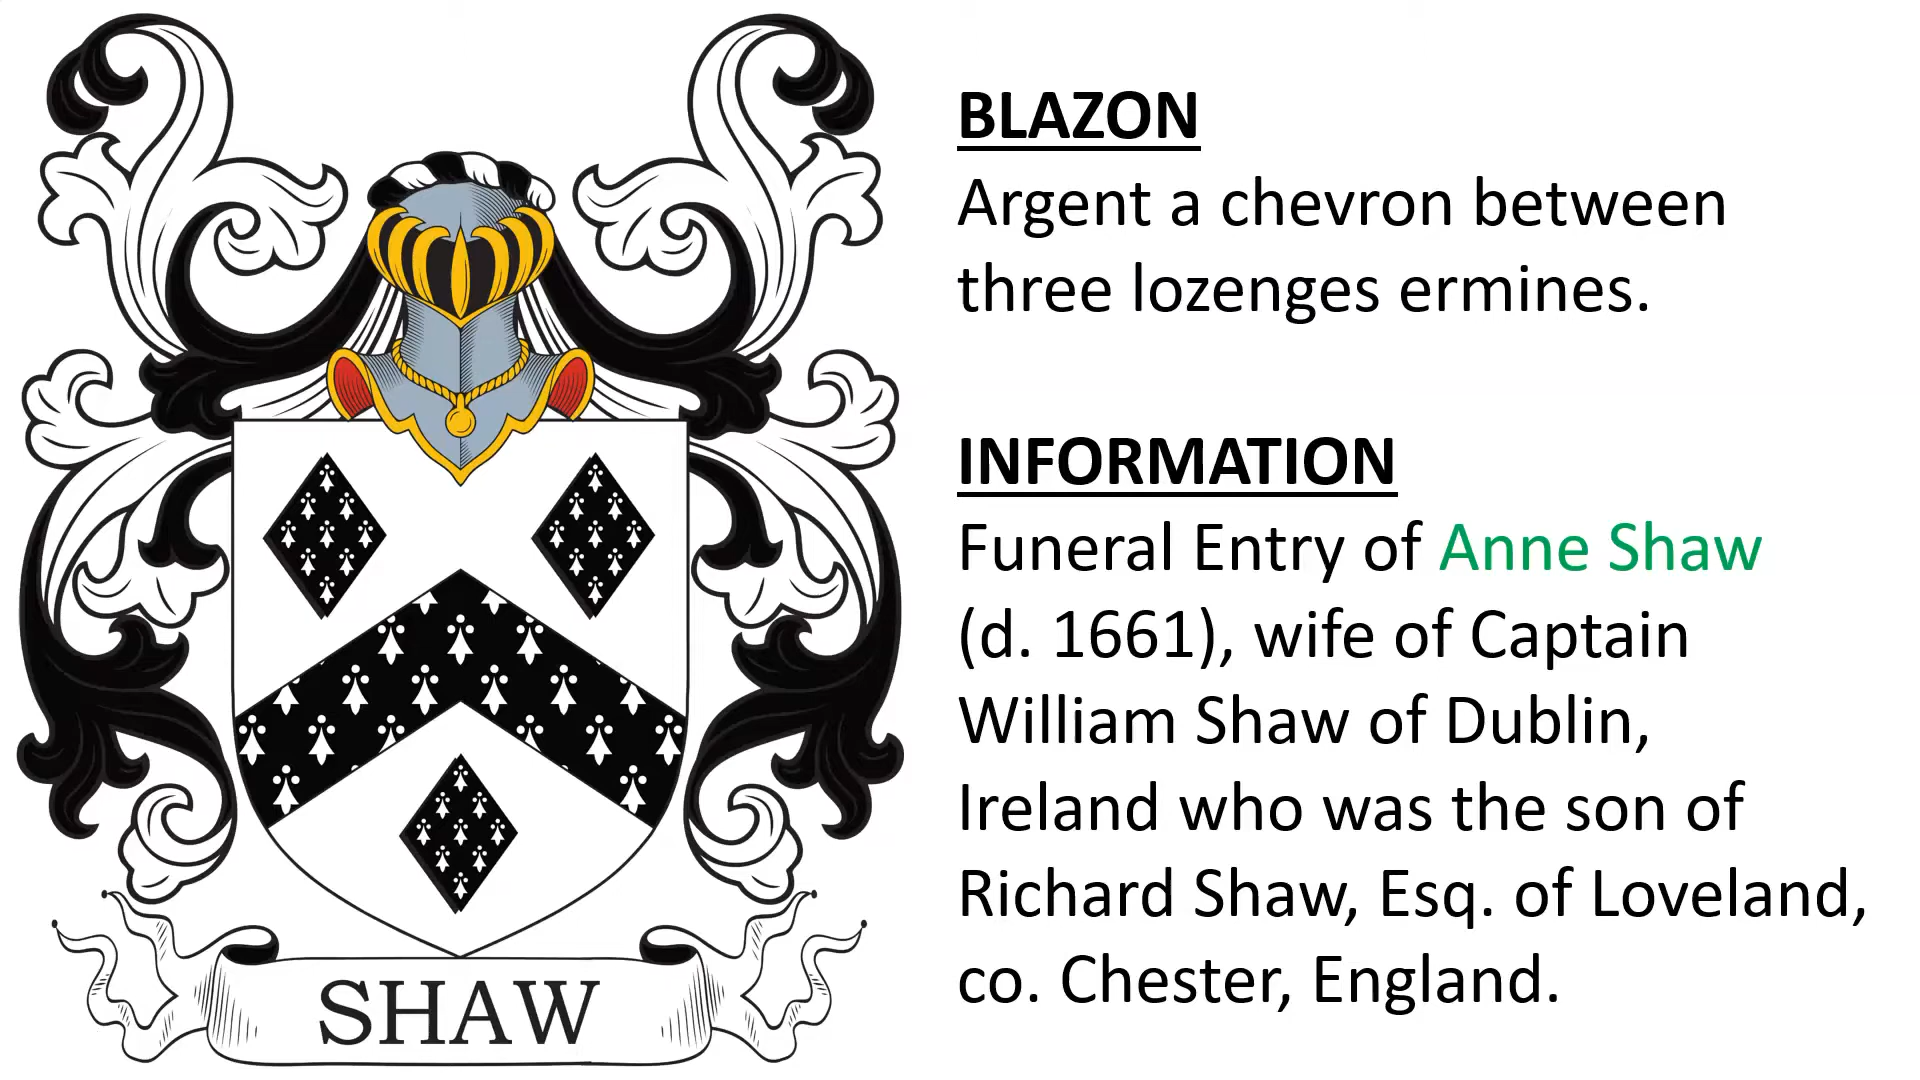 BLAZON
Argent a chevron between
three lozenges ermines.
INFORMATION
Funeral Entry of Anne Shaw
(d. 1661), wife of Captain
William Shaw of Dublin,
Ireland who was the son of
Richard Shaw, Esq. of Loveland,
co. Chester, England.
SHAW